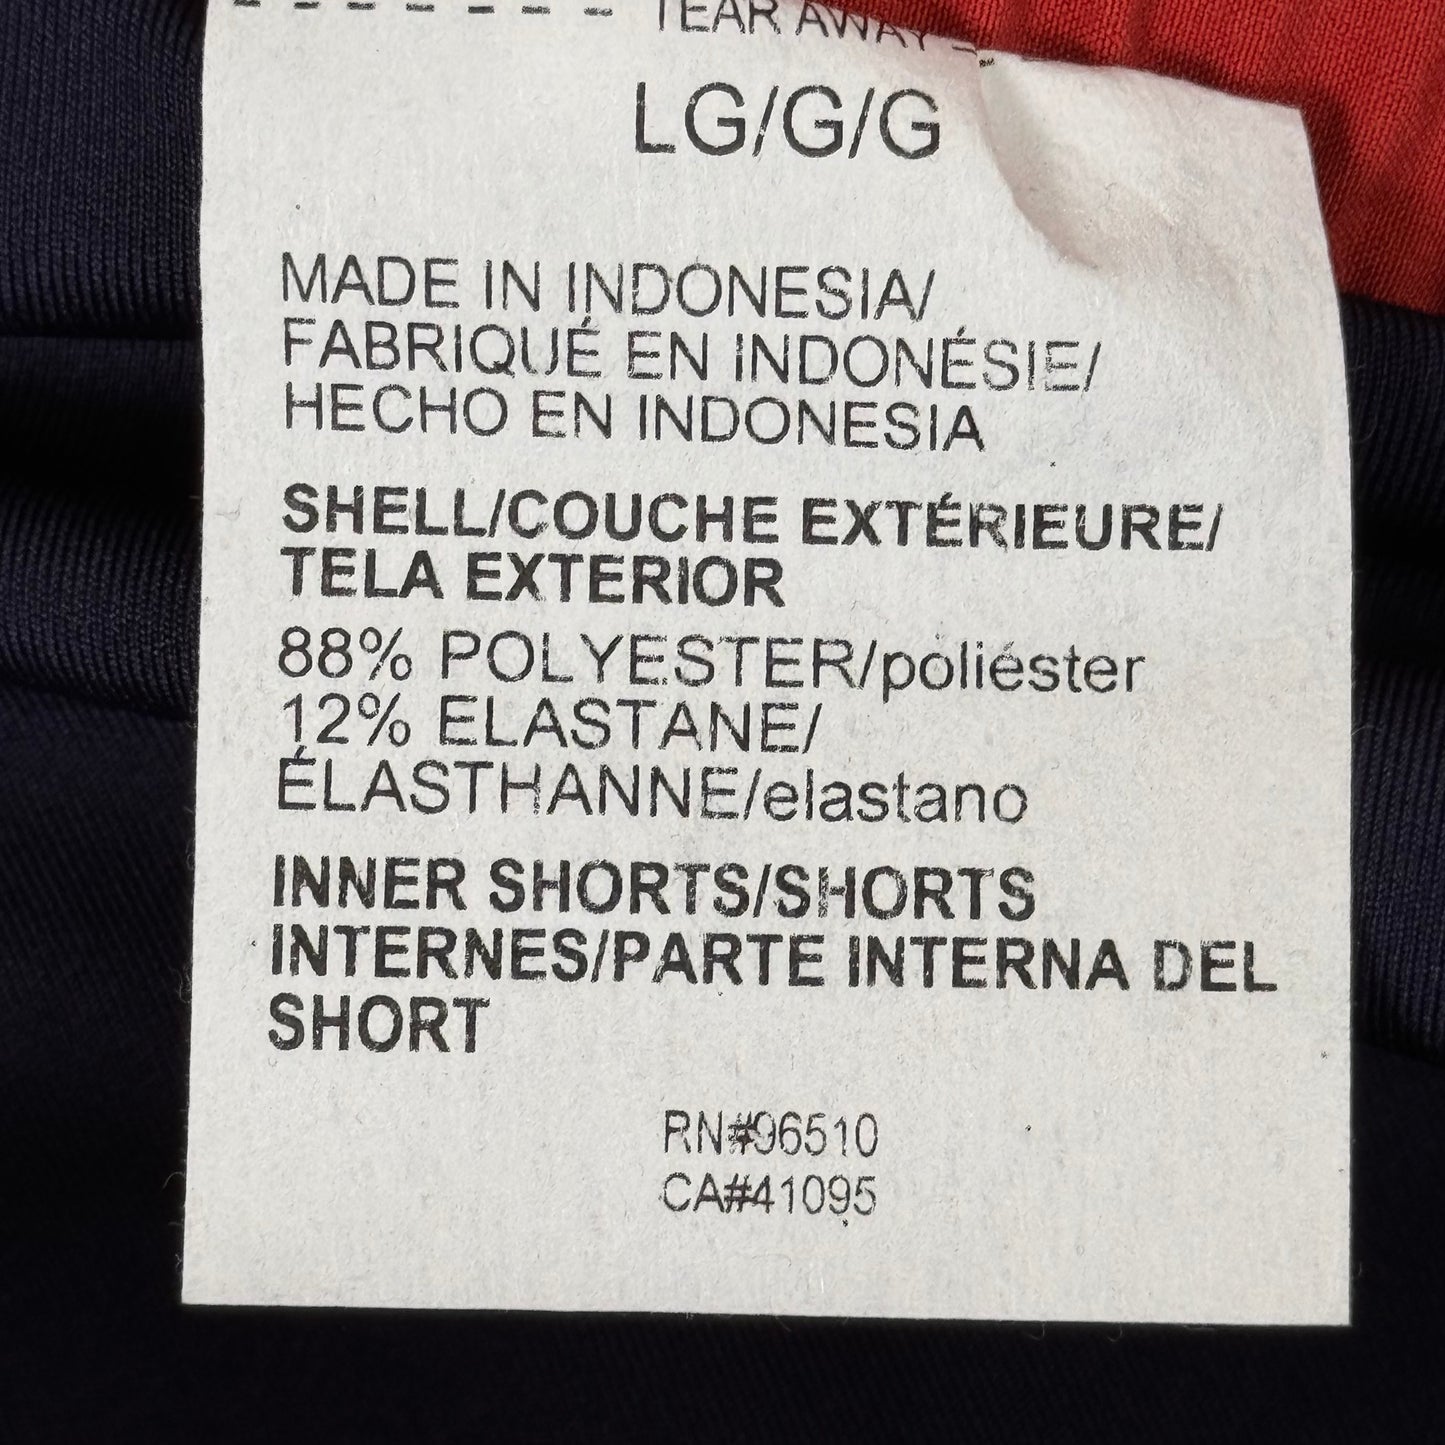 TEAR AWAY
LG/G/G
MADE IN INDONESIA/
FABRIQUÉ EN INDONÉSIE/
HECHO EN INDONESIA
SHELL/COUCHE EXTÉRIEURE/
TELA EXTERIOR
88% POLYESTER/poliéster
12% ELASTANE/
ÉLASTHANNE/elastano
INNER SHORTS/SHORTS
INTERNES/PARTE INTERNA DEL
SHORT
RN#96510
CA#41095